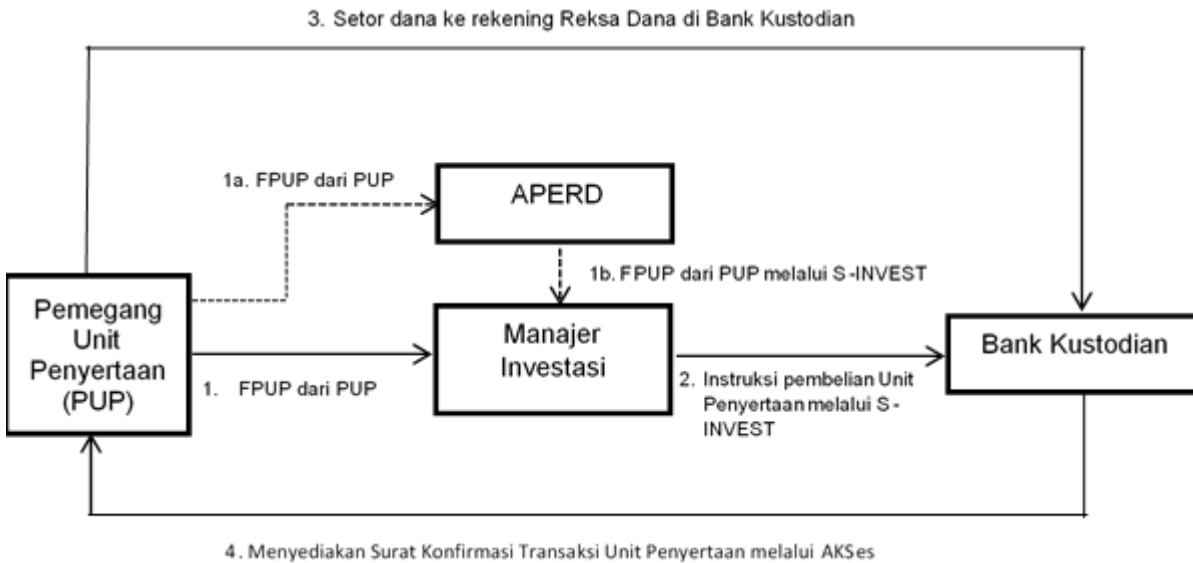 3. Setor dana ke rekening Reksa Dana di Bank Kustodian
1a. FPUP dari PUP
APERD
1b. FPUP dari PUP melalui S-INVEST
Pemegang
Unit
Penyertaan
(PUP)
Manajer
Investasi
Bank Kustodian
1. FPUP dari PUP
2. Instruksi pembelian Unit
Penyertaan melalui S-
INVEST
4. Menyediakan Surat Konfirmasi Transaksi Unit Penyertaan melalui AKSes